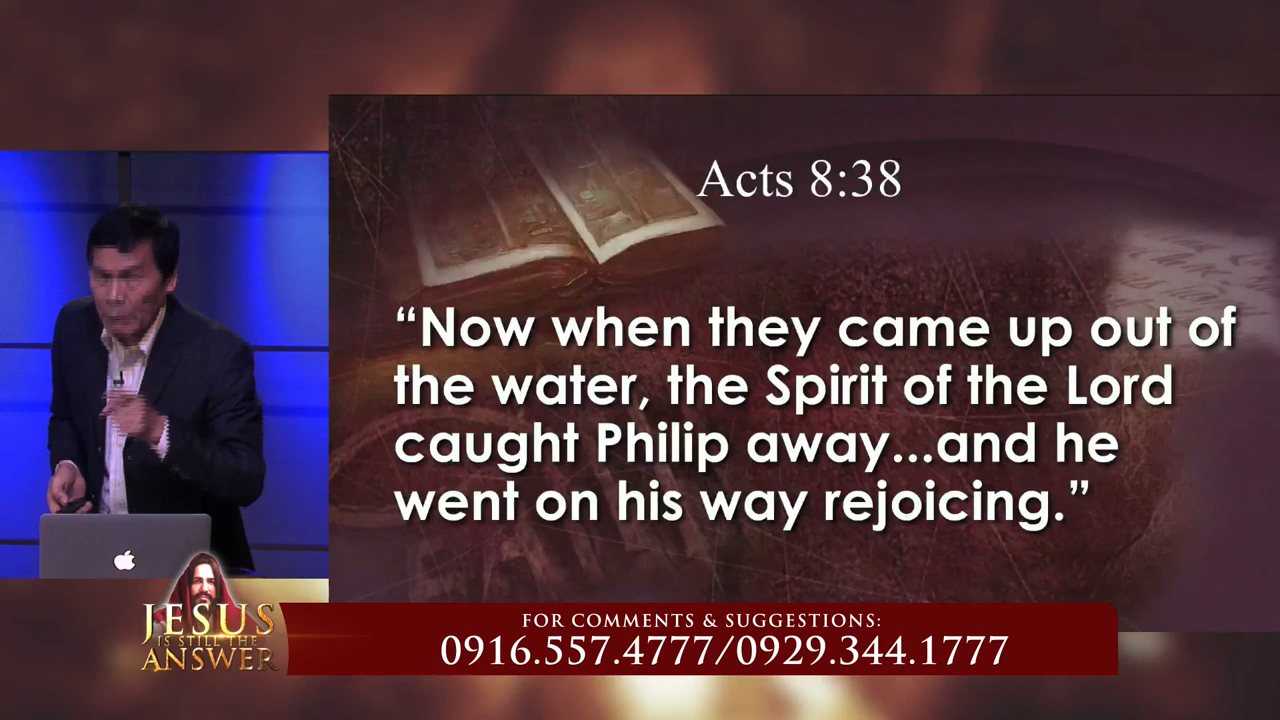 Acts 8:38
“Now when they came up out of
the water, the Spirit of the Lord
caught Philip away...and he
went on his way rejoicing.”
JESUS
IS STILL THE
ANSWER
FOR COMMENTS & SUGGESTIONS:
0916.557.4777/0929.344.1777